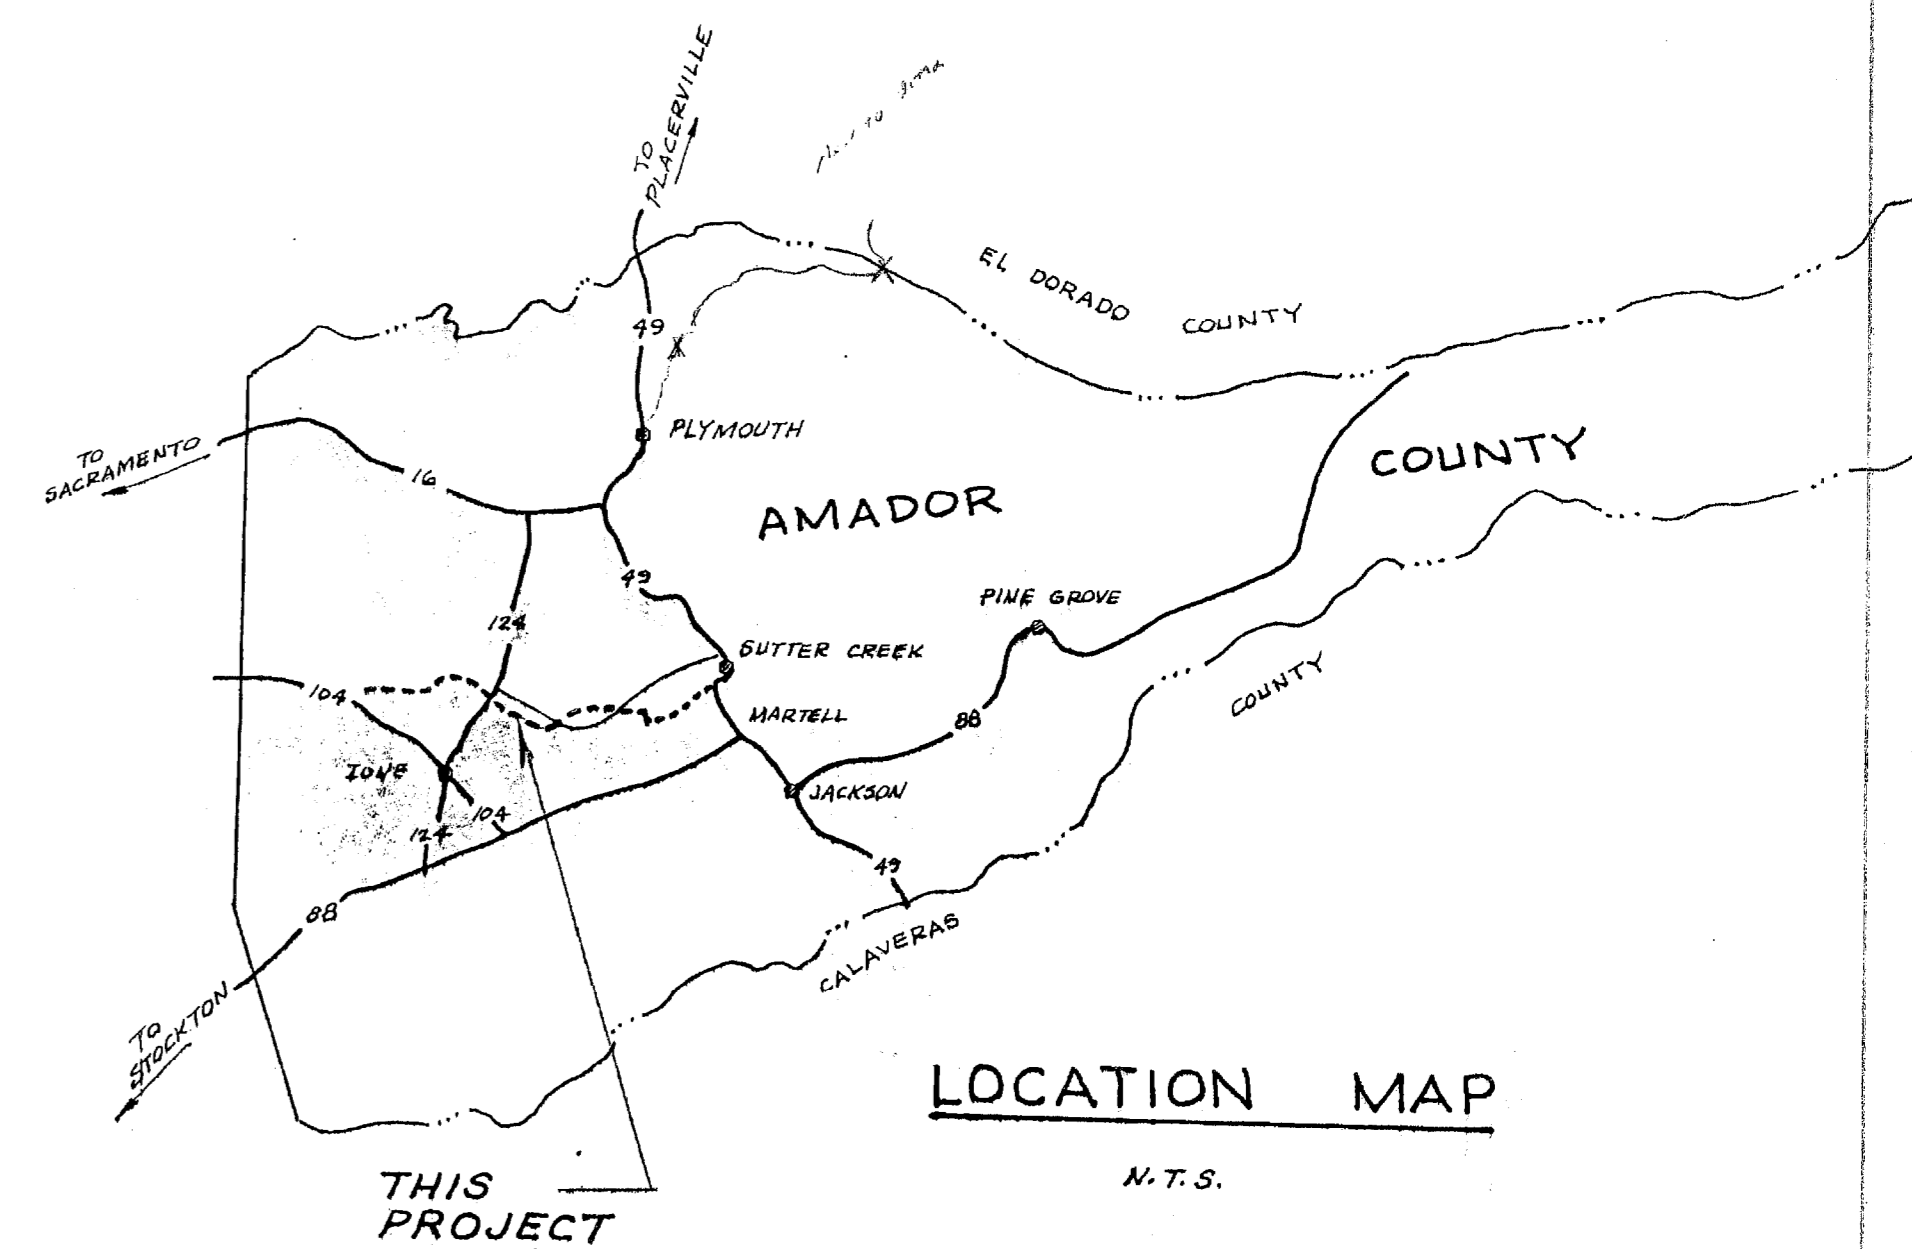 TO
PLACERVILLE
EL DORADO COUNTY
49
PLYMOUTH
TO
SACRAMENTO
16
AMADOR COUNTY
49
PINE GROVE
124
SUTTER CREEK
COUNTY
104
MARTELL
88
IONE
JACKSON
104
124
49
88
CALAVERAS
TO
STOCKTON
LOCATION MAP
N.T.S.
THIS
PROJECT